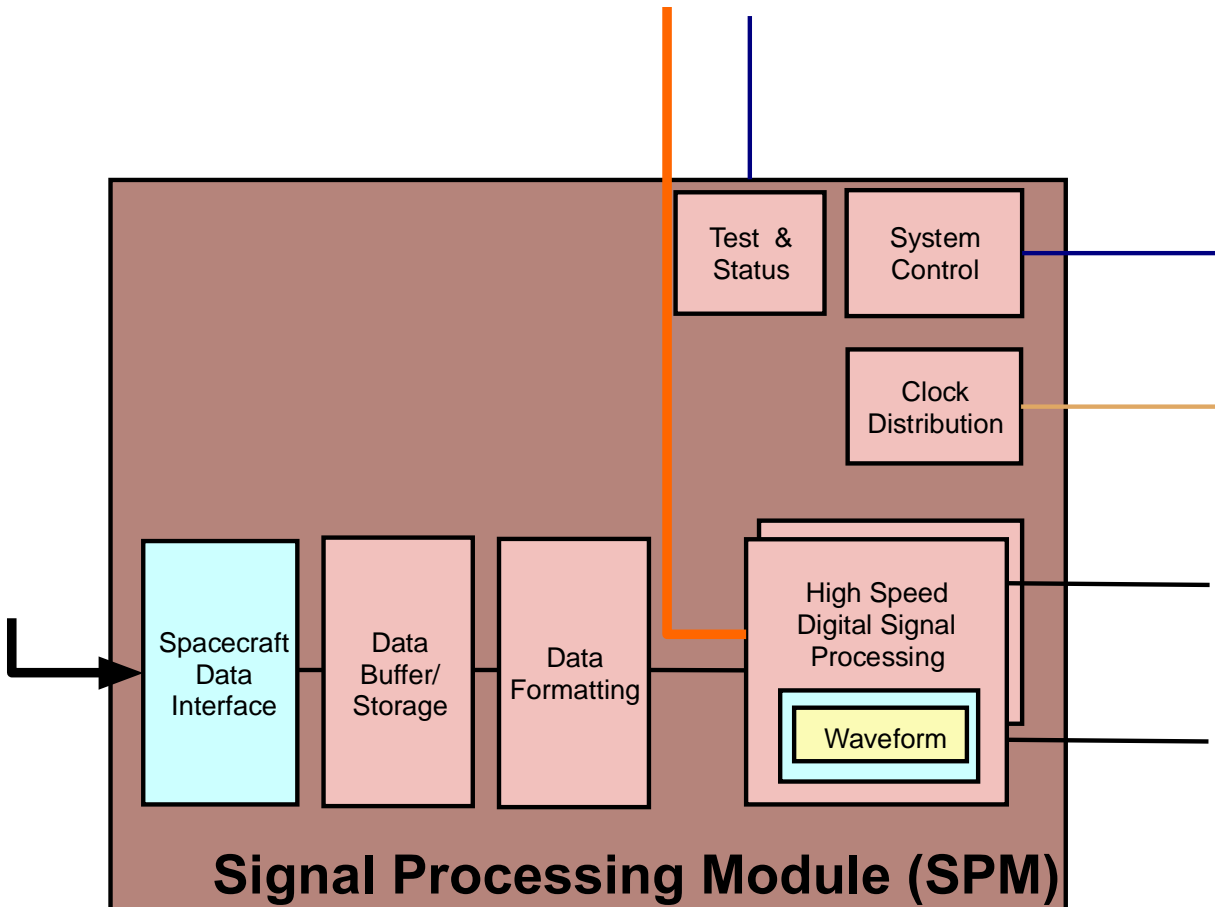 Test &
Status
System
Control
Clock
Distribution
Spacecraft
Data
Interface
Data
Buffer/
Storage
Data
Formatting
High Speed
Digital Signal
Processing
Waveform
Signal Processing Module (SPM)